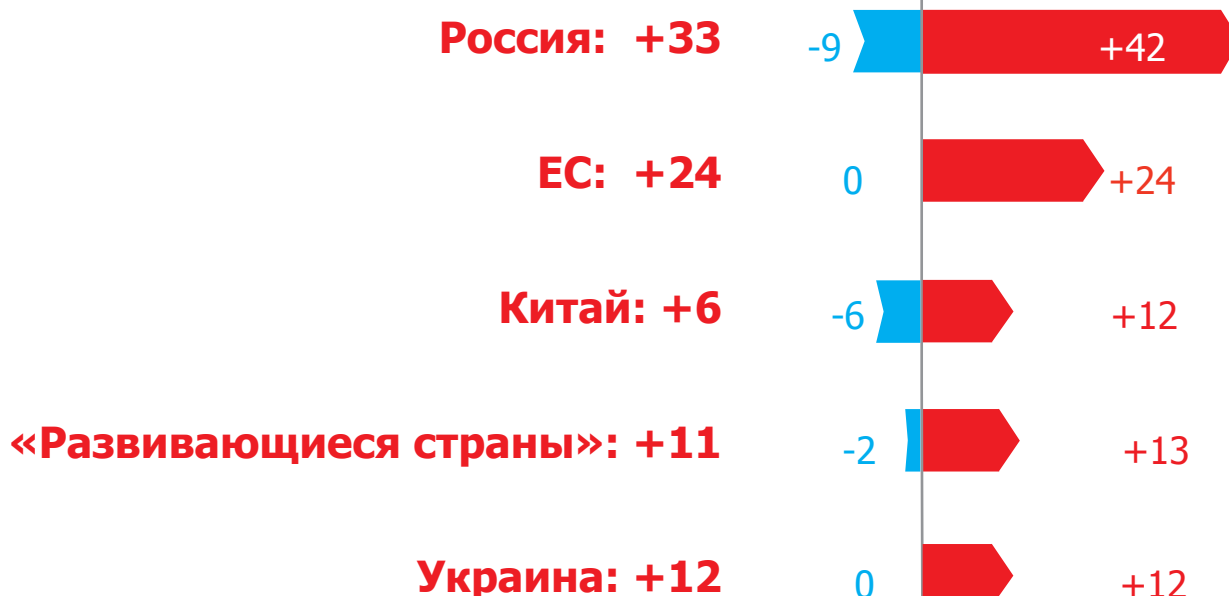 Россия: +33 -9 +42
ЕС: +24 0 +24
Китай: +6 -6 +12
«Развивающиеся страны»: +11 -2 +13
Украина: +12 0 +12